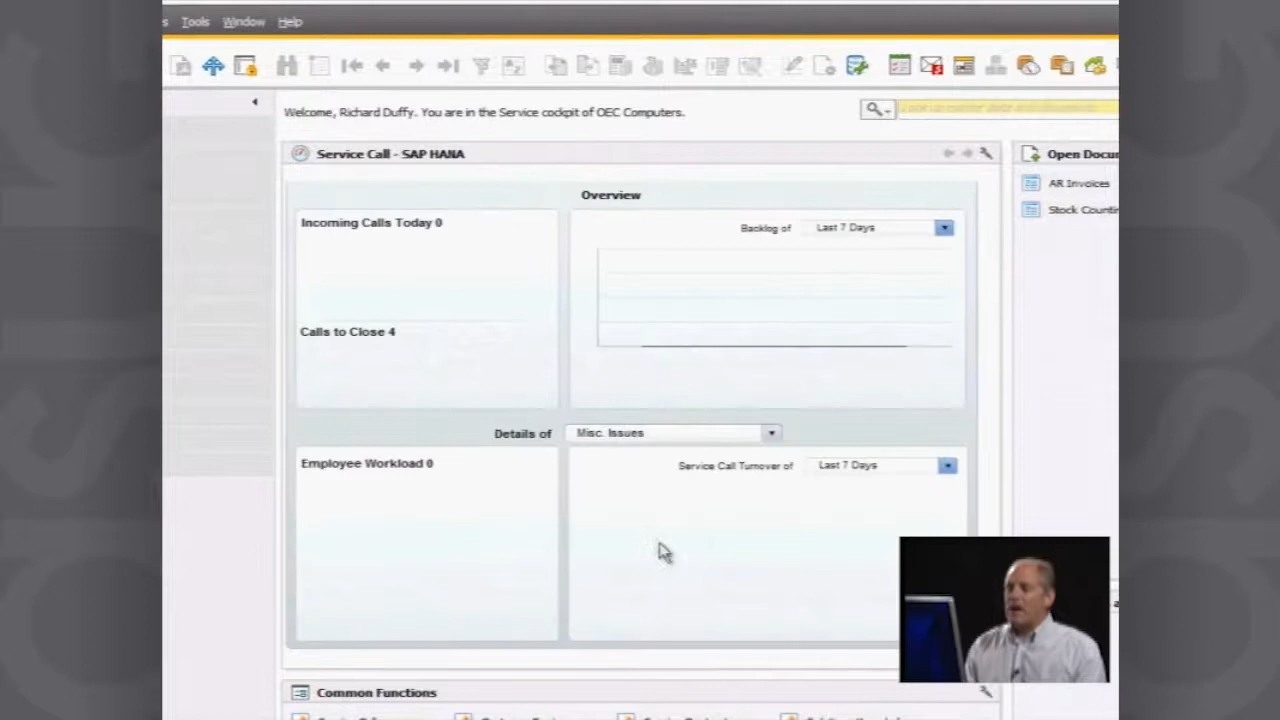 Tools Window Help
Welcome, Richard Duffy. You are in the Service cockpit of OEC Computers.
Service Call - SAP HANA
Open Docu
AR Invoices
Stock Countin
Overview
Incoming Calls Today 0
Backlog of Last 7 Days
Calls to Close 4
Details of Misc. Issues
Employee Workload 0
Service Call Turnover of Last 7 Days
Common Functions